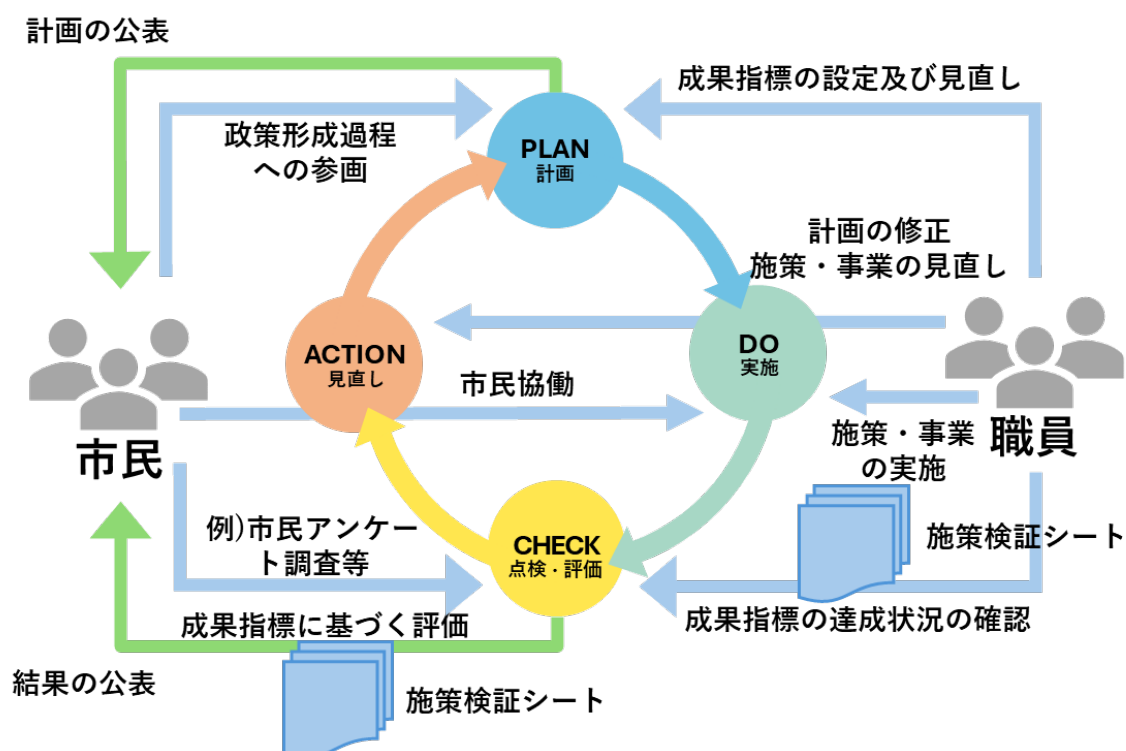 計画の公表
成果指標の設定及び見直し
政策形成過程
への参画
PLAN
計画
計画の修正
施策・事業の見直し
ACTION
見直し
DO
実施
市民協働
市民
職員
施策・事業
の実施
例)市民アンケー
ト調査等
CHECK
点検・評価
施策検証シート
成果指標に基づく評価
成果指標の達成状況の確認
結果の公表
施策検証シート